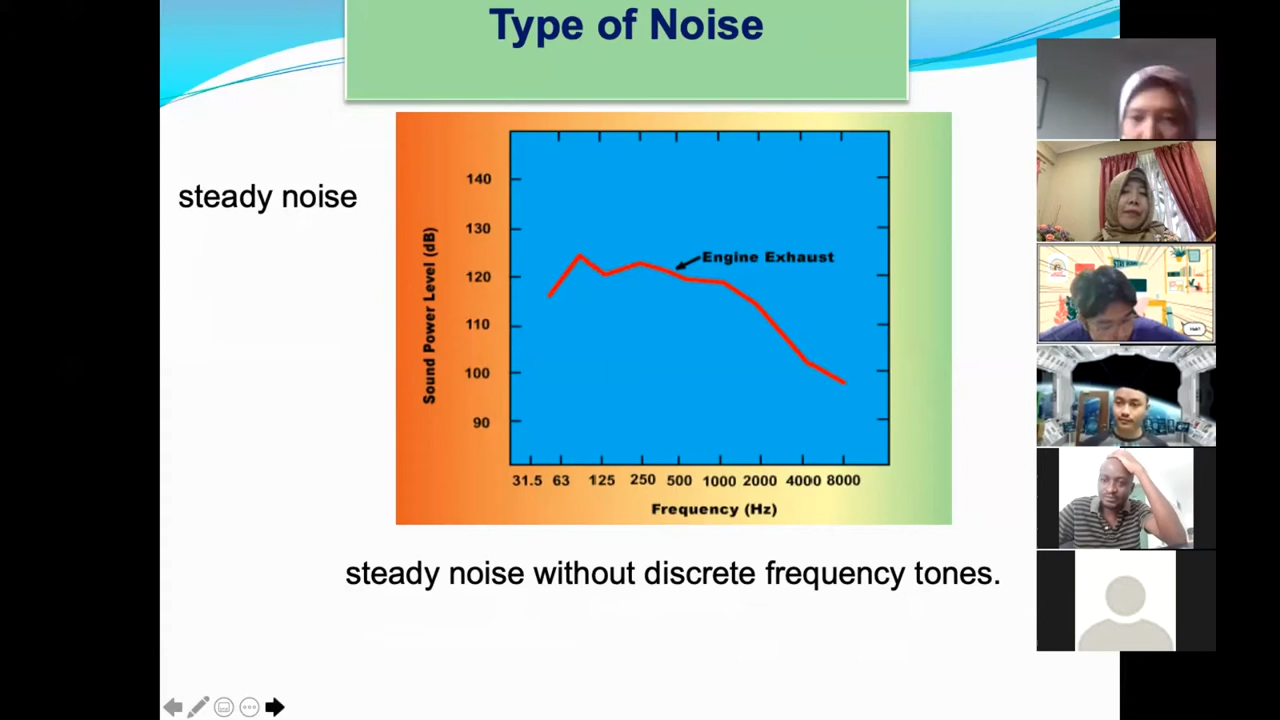 Type of Noise
steady noise
140
130
120
110
100
90
Sound Power Level (dB)
Engine Exhaust
31.5 63 125 250 500 1000 2000 4000 8000
Frequency (Hz)
steady noise without discrete frequency tones.